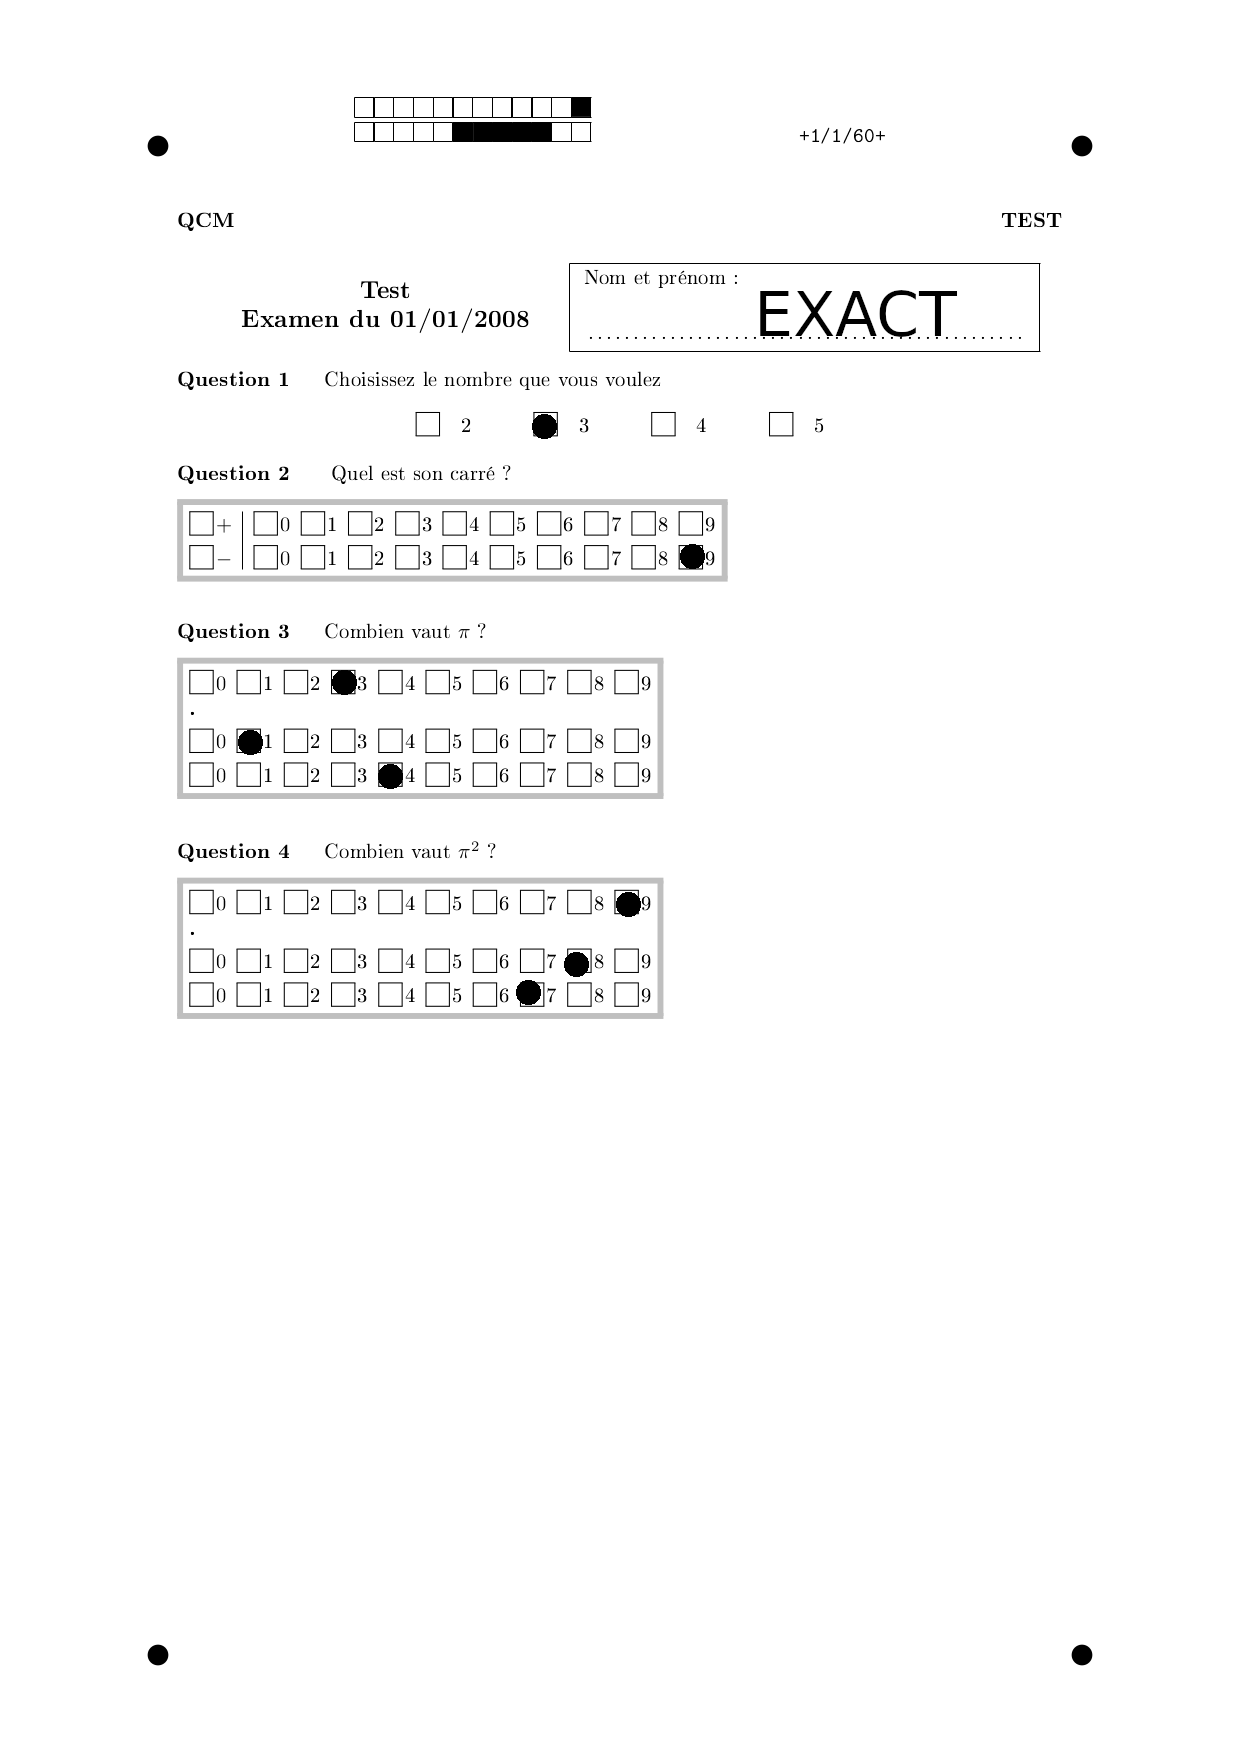 +1/1/60+
QCM TEST
Test
Examen du 01/01/2008
Nom et prénom :
EXACT
Question 1 Choisissez le nombre que vous voulez
2 3 4 5
Question 2 Quel est son carré ?
+ 0 1 2 3 4 5 6 7 8 9
− 0 1 2 3 4 5 6 7 8 9
Question 3 Combien vaut π ?
0 1 2 3 4 5 6 7 8 9
.
0 1 2 3 4 5 6 7 8 9
0 1 2 3 4 5 6 7 8 9
Question 4 Combien vaut π² ?
0 1 2 3 4 5 6 7 8 9
.
0 1 2 3 4 5 6 7 8 9
0 1 2 3 4 5 6 7 8 9